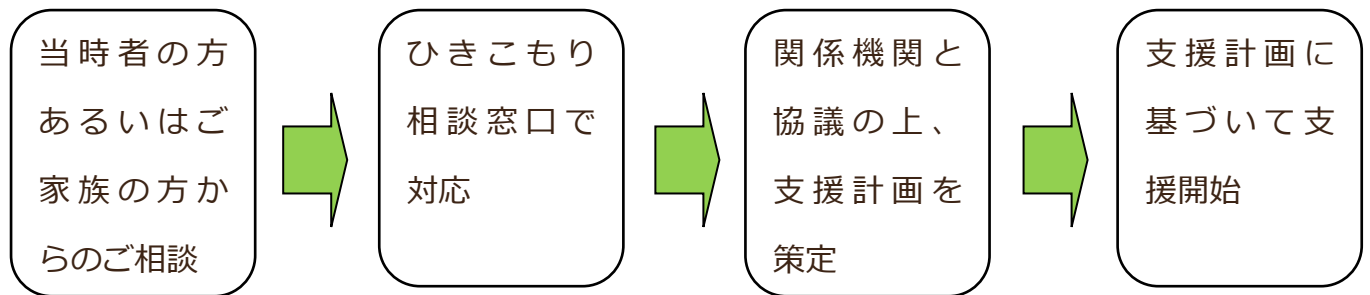 当時者の方
あるいはご
家族の方か
らのご相談
ひきこもり
相談窓口で
対応
関係機関と
協議の上、
支援計画を
策定
支援計画に
基づいて支
援開始